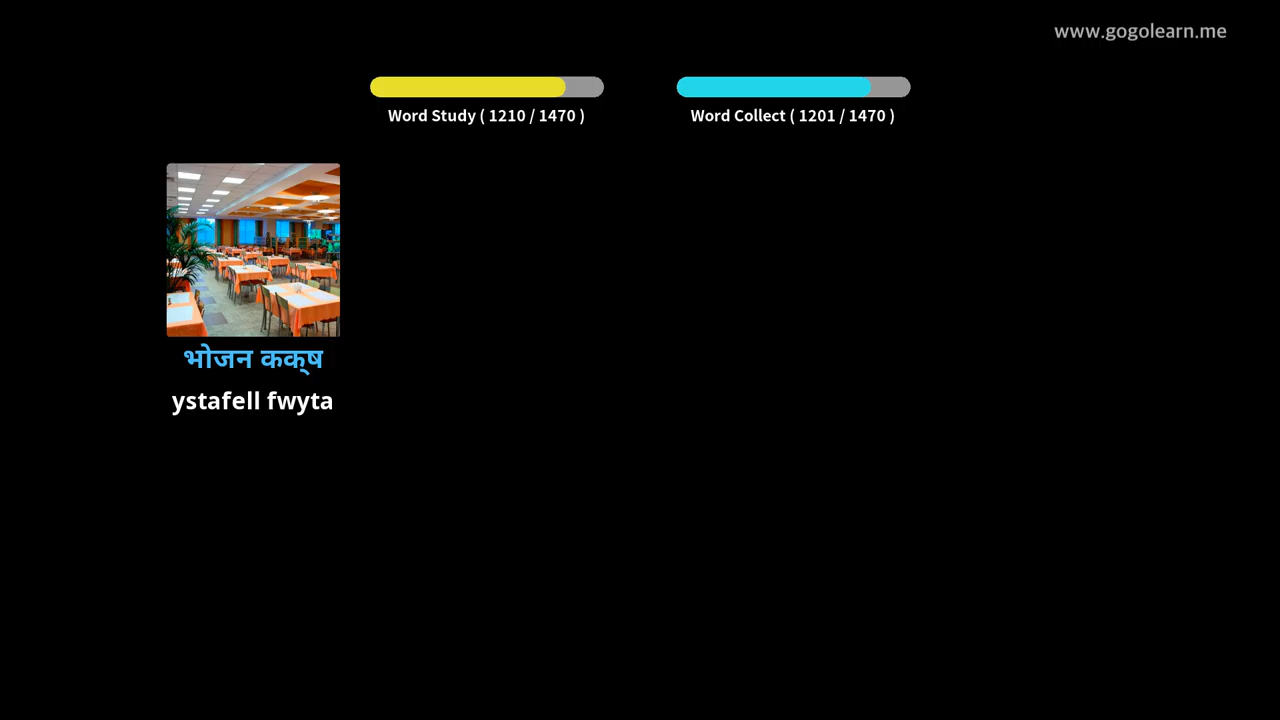 www.gogolearn.me
Word Study ( 1210 / 1470 )
Word Collect ( 1201 / 1470 )
भोजन कक्ष
ystafell fwyta